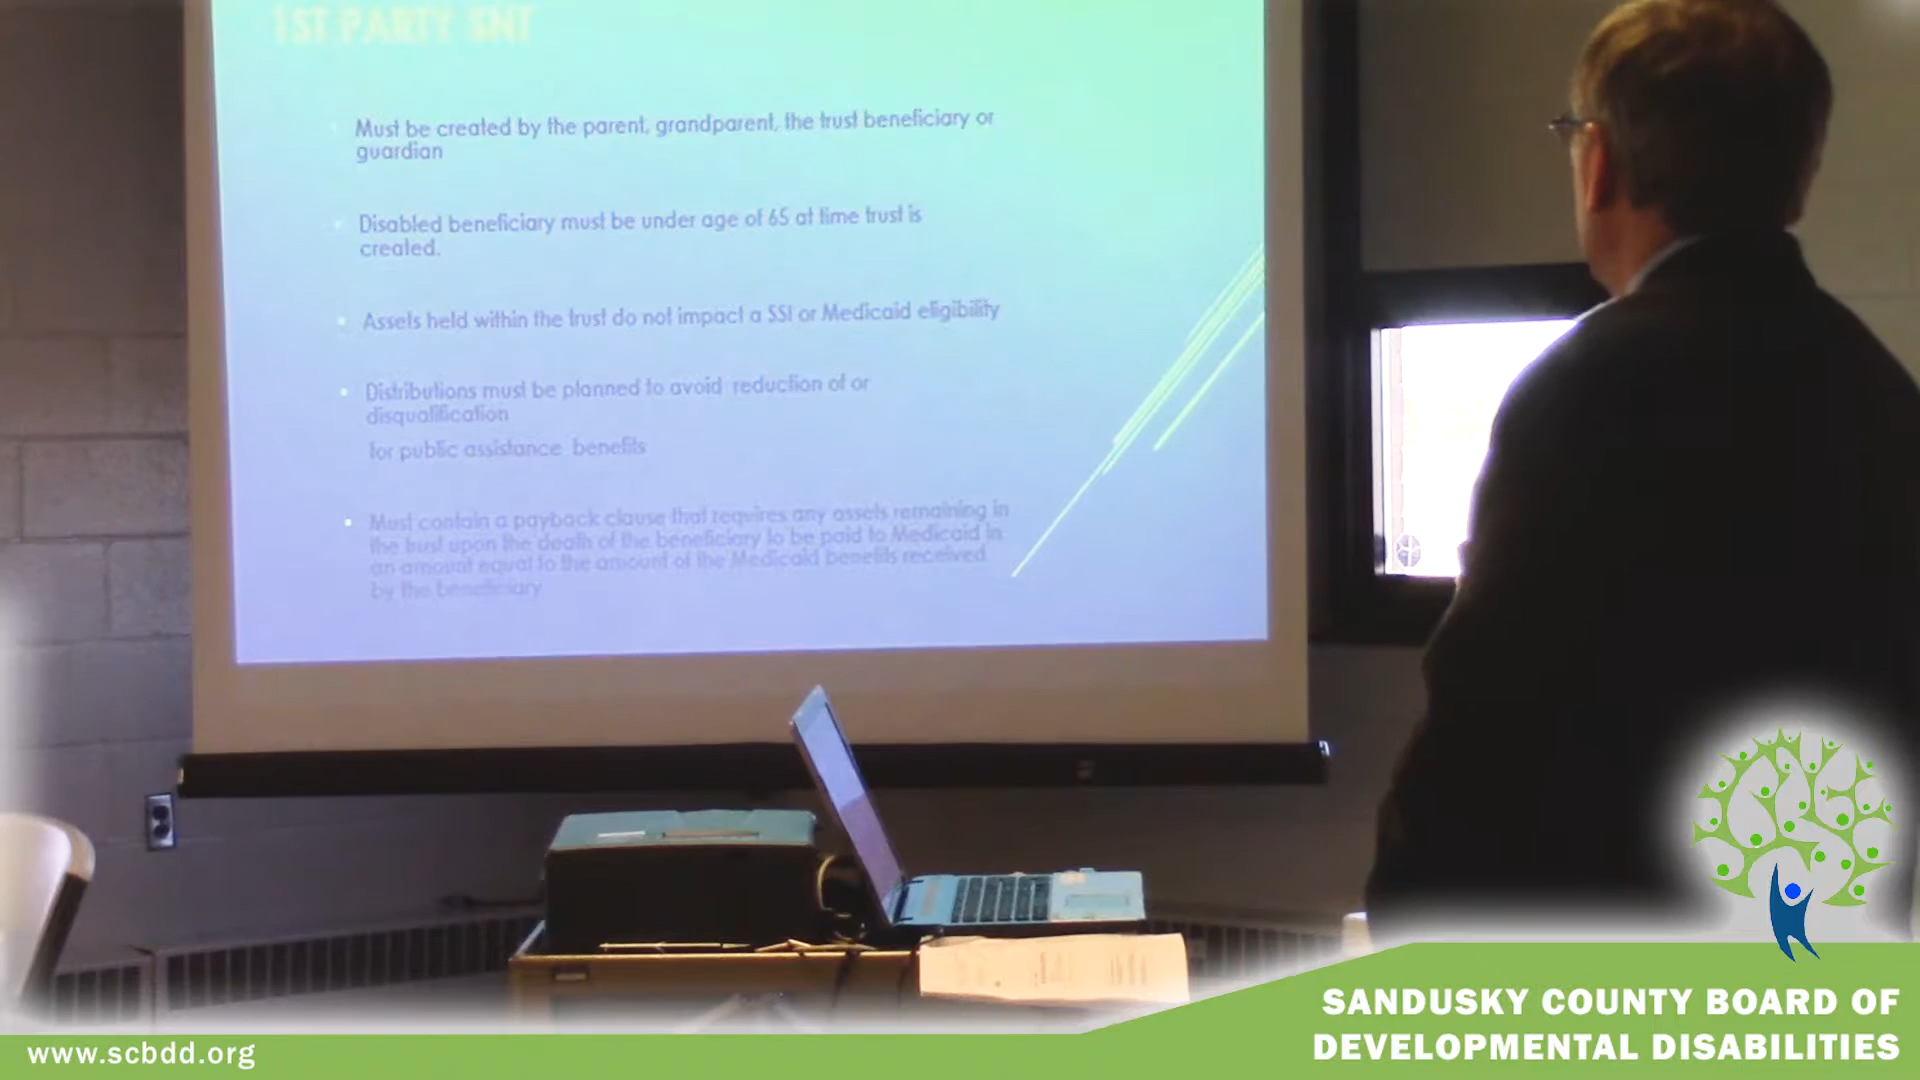 1ST PARTY SNT
Must be created by the parent, grandparent, the trust beneficiary or
guardian
Disabled beneficiary must be under age of 65 at time trust is
created.
Assets held within the trust do not impact a SSI or Medicaid eligibility
Distributions must be planned to avoid reduction of or
disqualification
for public assistance benefits
Must contain a payback clause that requires any assets remaining in
the trust upon the death of the beneficiary to be paid to Medicaid in
an amount equal to the amount of the Medicaid benefits received
by the beneficiary
www.scbdd.org
SANDUSKY COUNTY BOARD OF
DEVELOPMENTAL DISABILITIES